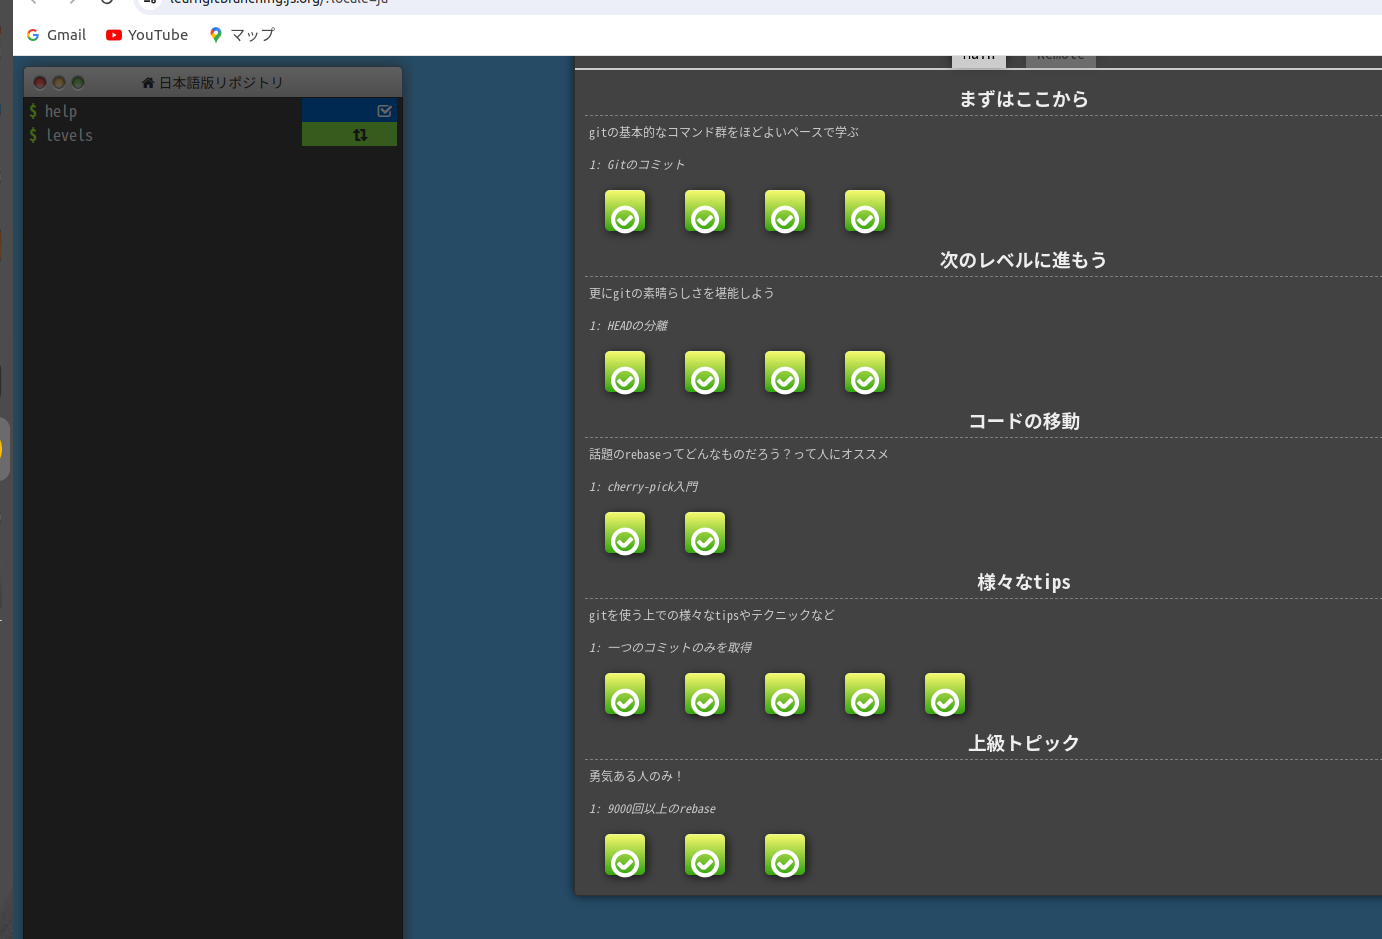 learngitbranching.js.org/?locale=ja
Gmail YouTube マップ
Main Remote
日本語版リポジトリ
$ help
$ levels
まずはここから
gitの基本的なコマンド群をほどよいペースで学ぶ
1: Gitのコミット
次のレベルに進もう
更にgitの素晴らしさを堪能しよう
1: HEADの分離
コードの移動
話題のrebaseってどんなものだろう？って人にオススメ
1: cherry-pick入門
様々なtips
gitを使う上での様々なtipsやテクニックなど
1: 一つのコミットのみを取得
上級トピック
勇気ある人のみ！
1: 9000回以上のrebase